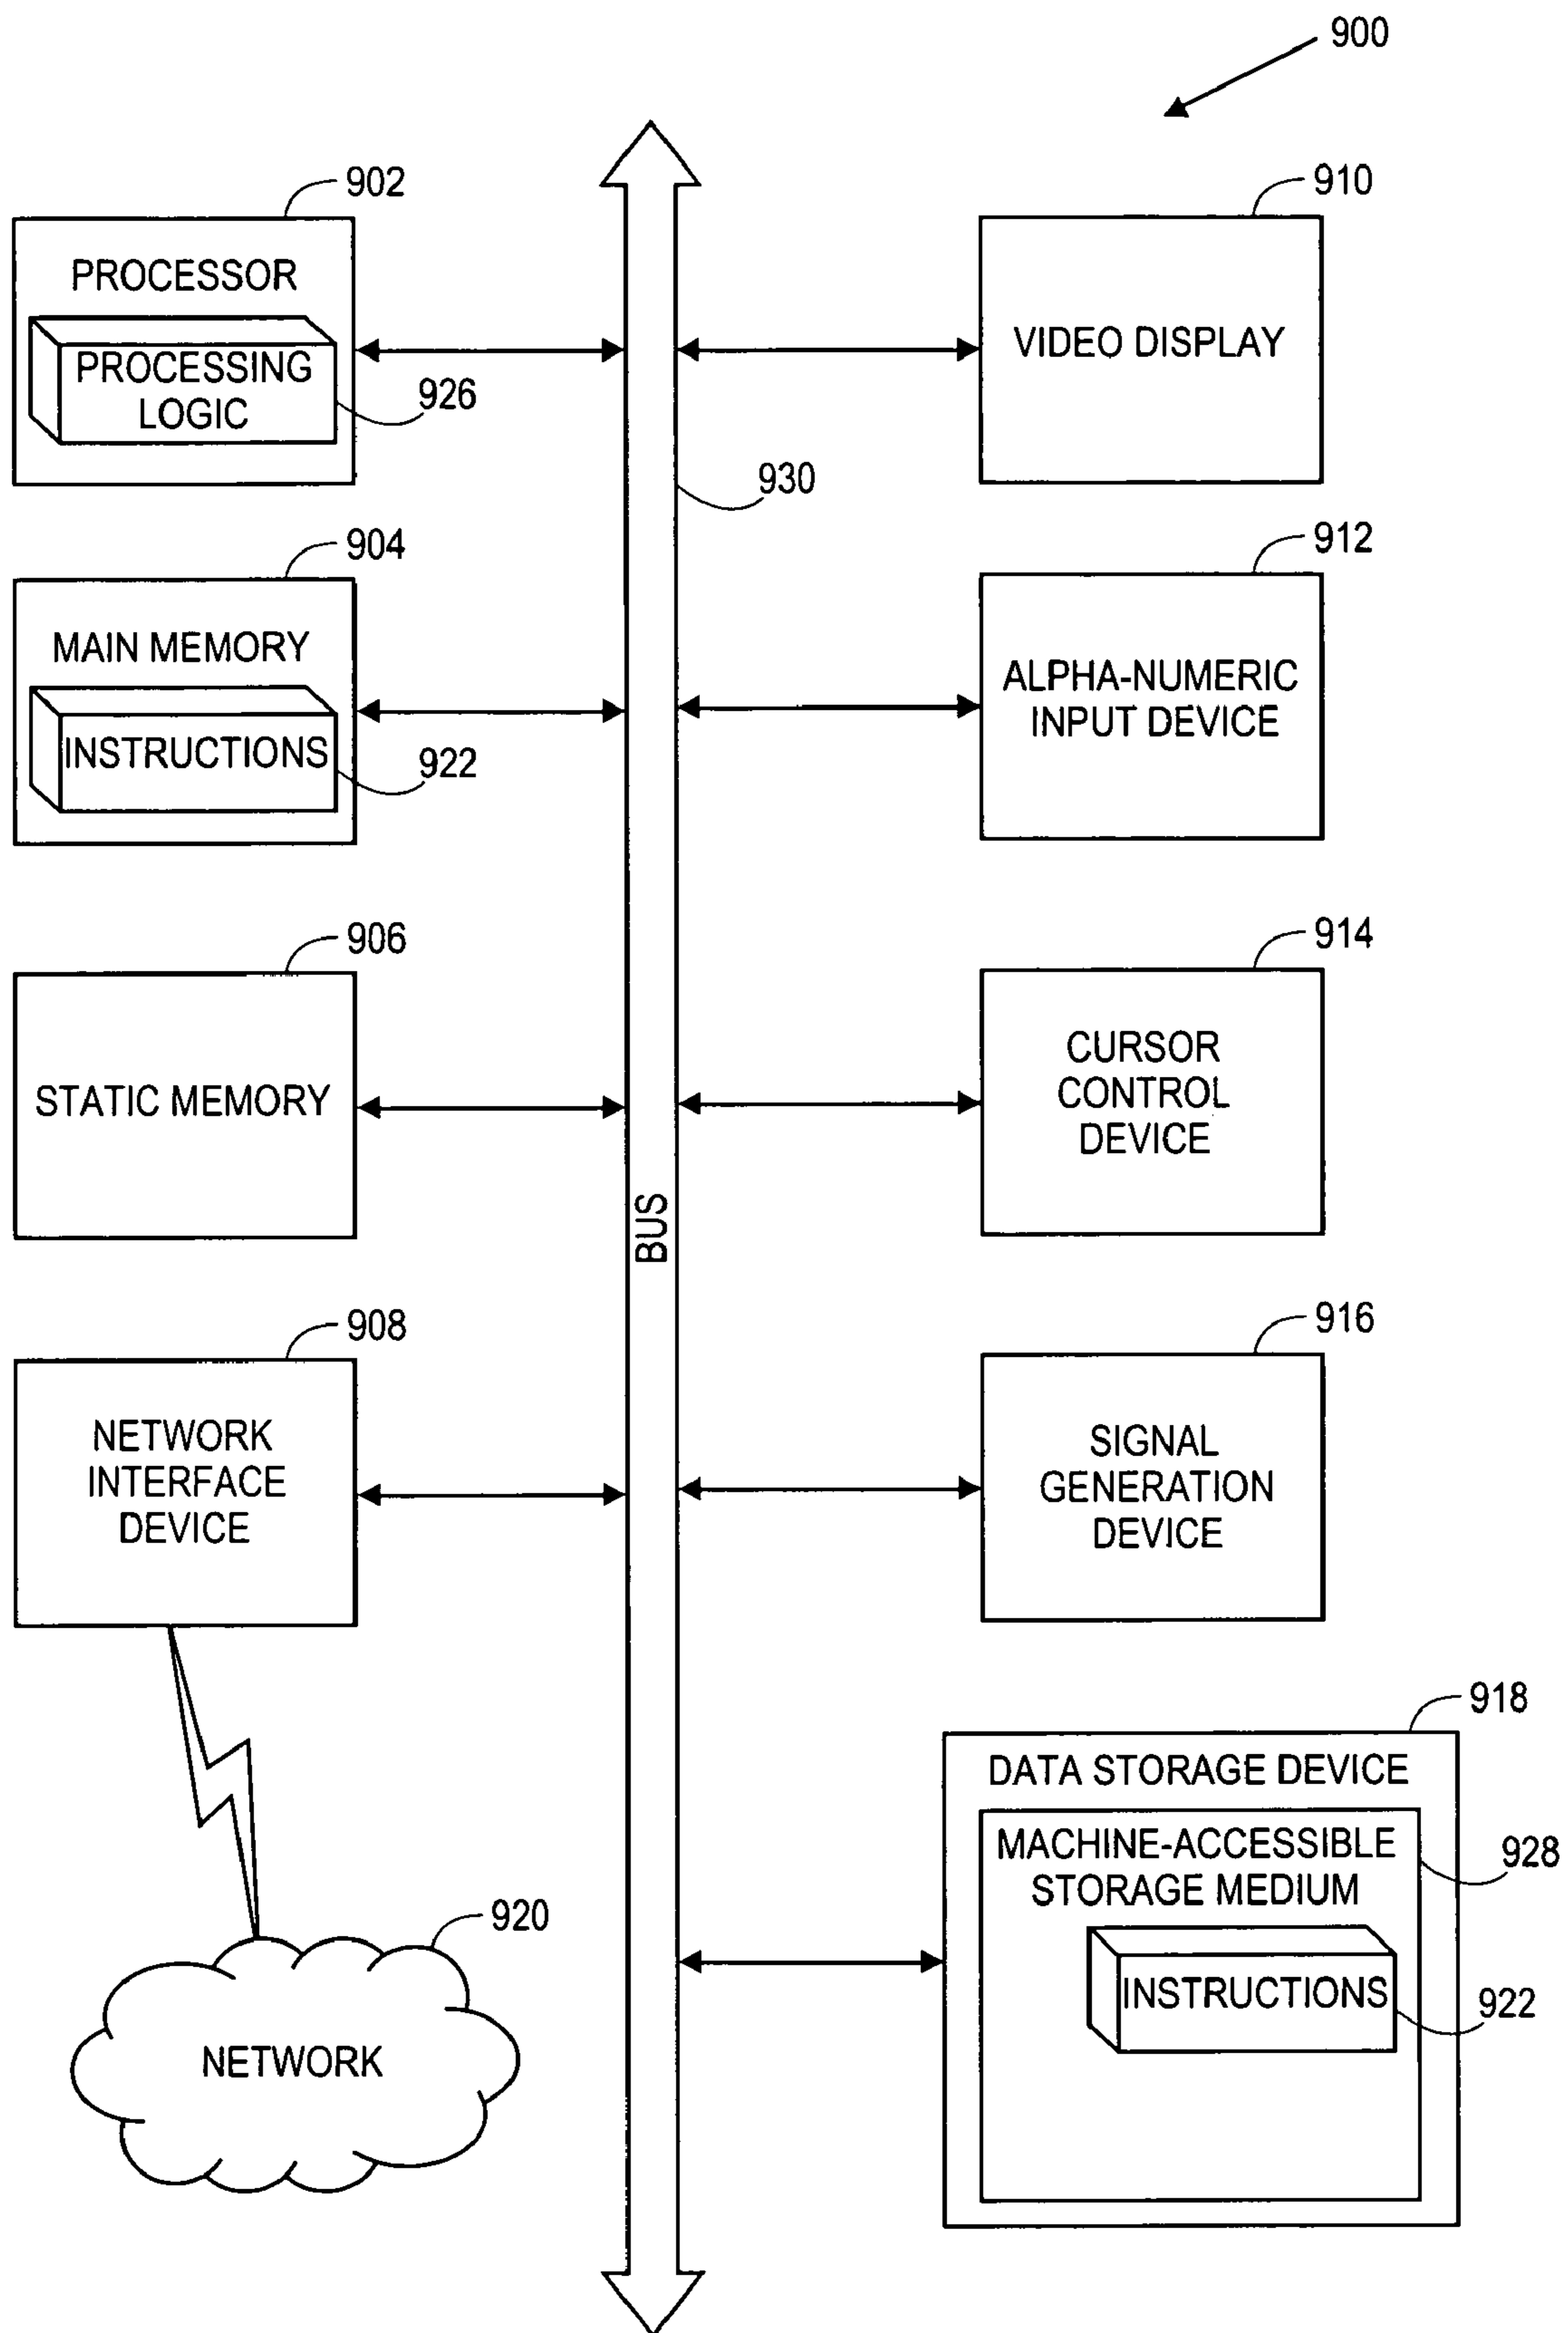 900
902
PROCESSOR
PROCESSING
LOGIC
926
904
MAIN MEMORY
INSTRUCTIONS
922
906
STATIC MEMORY
908
NETWORK
INTERFACE
DEVICE
920
NETWORK
930
BUS
910
VIDEO DISPLAY
912
ALPHA-NUMERIC
INPUT DEVICE
914
CURSOR
CONTROL
DEVICE
916
SIGNAL
GENERATION
DEVICE
918
DATA STORAGE DEVICE
MACHINE-ACCESSIBLE
STORAGE MEDIUM
928
INSTRUCTIONS
922